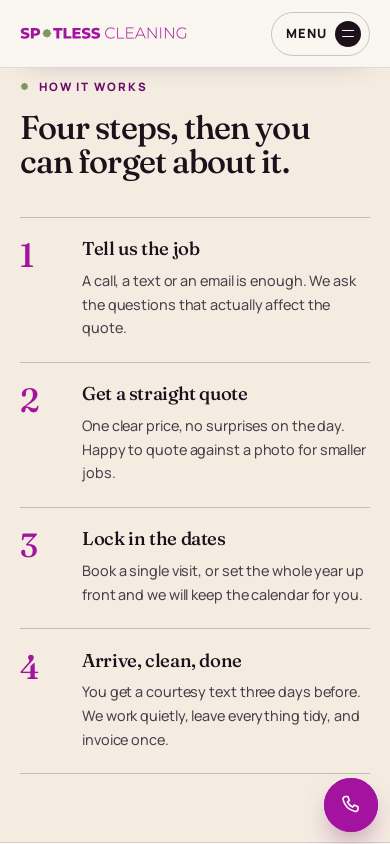 SPOTLESS CLEANING
MENU
HOW IT WORKS
Four steps, then you
can forget about it.
1
Tell us the job
A call, a text or an email is enough. We ask
the questions that actually affect the
quote.
2
Get a straight quote
One clear price, no surprises on the day.
Happy to quote against a photo for smaller
jobs.
3
Lock in the dates
Book a single visit, or set the whole year up
front and we will keep the calendar for you.
4
Arrive, clean, done
You get a courtesy text three days before.
We work quietly, leave everything tidy, and
invoice once.